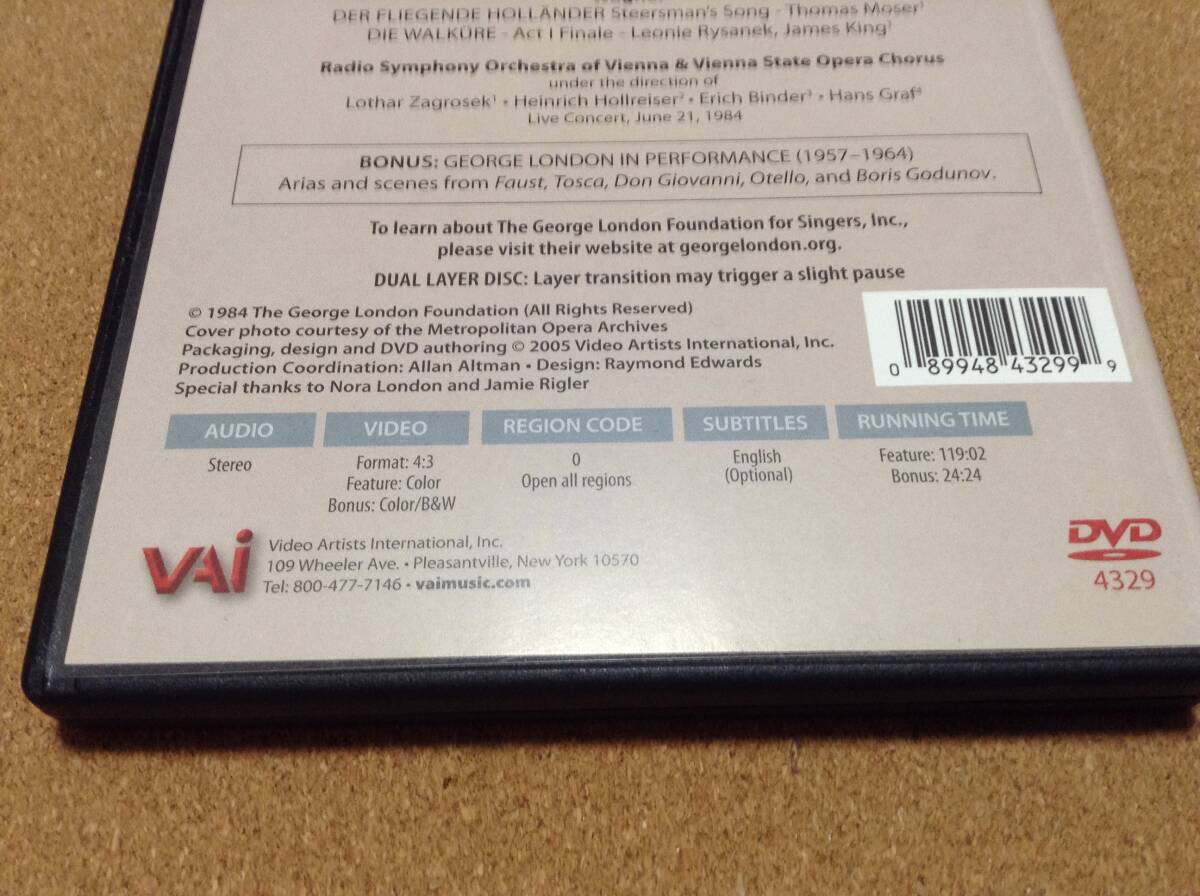 DER FLIEGENDE HOLLÄNDER Steersman's Song - Thomas Moser¹
DIE WALKÜRE - Act I Finale - Leonie Rysanek, James King¹
Radio Symphony Orchestra of Vienna & Vienna State Opera Chorus
under the direction of
Lothar Zagrosek¹ • Heinrich Hollreiser² • Erich Binder³ • Hans Graf⁴
Live Concert, June 21, 1984
BONUS: GEORGE LONDON IN PERFORMANCE (1957–1964)
Arias and scenes from Faust, Tosca, Don Giovanni, Otello, and Boris Godunov.
To learn about The George London Foundation for Singers, Inc.,
please visit their website at georgelondon.org.
DUAL LAYER DISC: Layer transition may trigger a slight pause
© 1984 The George London Foundation (All Rights Reserved)
Cover photo courtesy of the Metropolitan Opera Archives
Packaging, design and DVD authoring © 2005 Video Artists International, Inc.
Production Coordination: Allan Altman • Design: Raymond Edwards
Special thanks to Nora London and Jamie Rigler
0 89948 43299 9
AUDIO
Stereo
VIDEO
Format: 4:3
Feature: Color
Bonus: Color/B&W
REGION CODE
0
Open all regions
SUBTITLES
English
(Optional)
RUNNING TIME
Feature: 119:02
Bonus: 24:24
VAI
Video Artists International, Inc.
109 Wheeler Ave. • Pleasantville, New York 10570
Tel: 800-477-7146 • vaimusic.com
DVD
4329